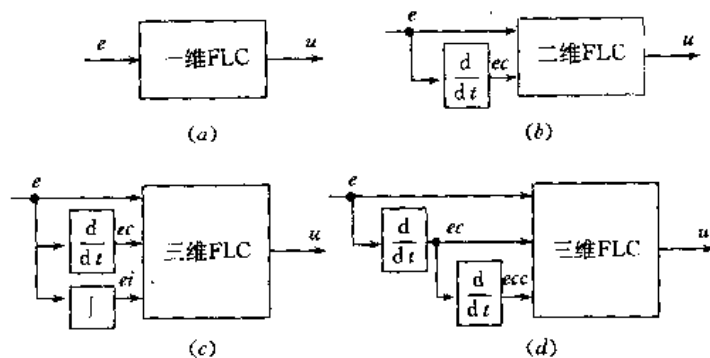 e 一维FLC u
(a)
e d/dt ec 二维FLC u
(b)
e d/dt ec ∫ ei 三维FLC u
(c)
e d/dt ec d/dt ecc 三维FLC u
(d)